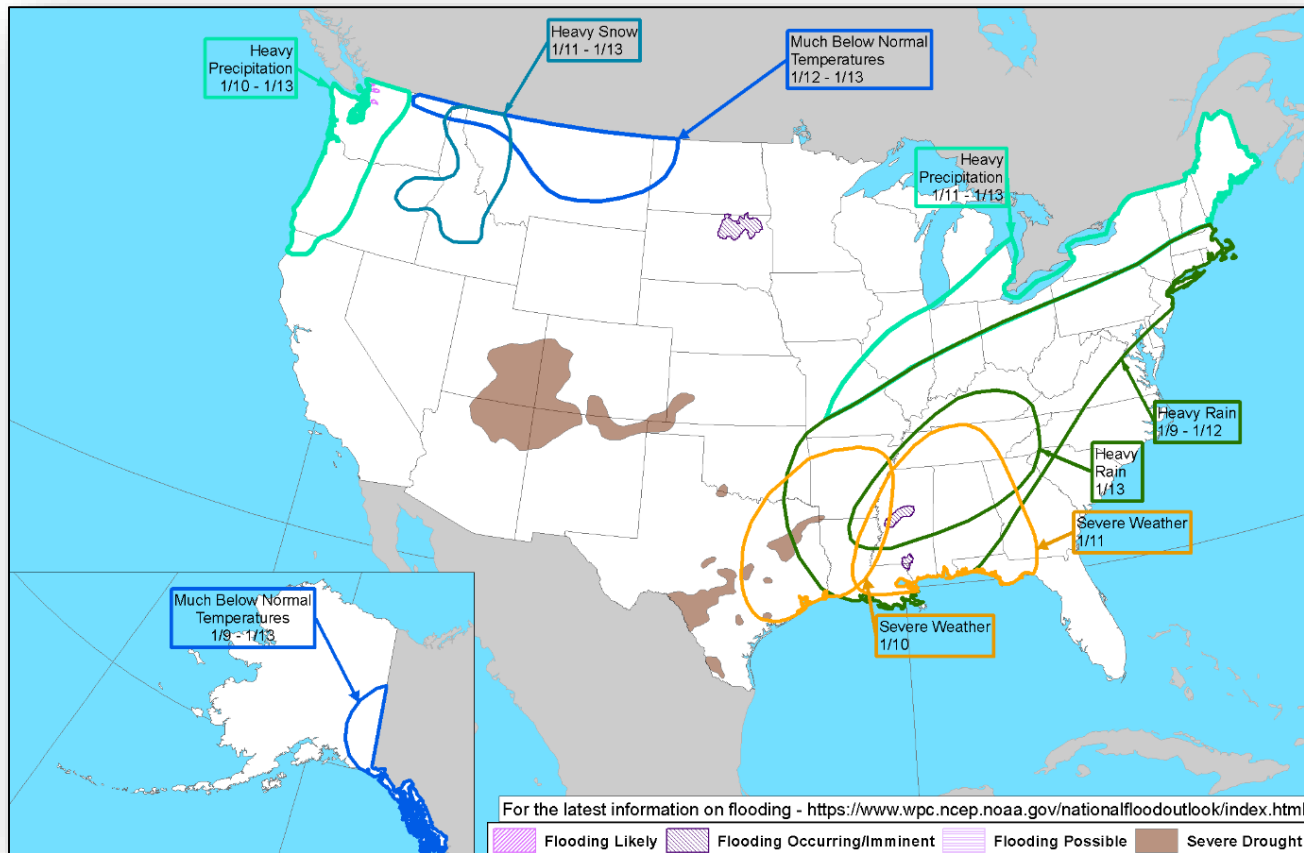 Heavy
Precipitation
1/10 - 1/13
Heavy Snow
1/11 - 1/13
Much Below Normal
Temperatures
1/12 - 1/13
Heavy
Precipitation
1/11 - 1/13
Heavy Rain
1/9 - 1/12
Heavy
Rain
1/13
Severe Weather
1/11
Severe Weather
1/10
Much Below Normal
Temperatures
1/9 - 1/13
For the latest information on flooding - https://www.wpc.ncep.noaa.gov/nationalfloodoutlook/index.html
Flooding Likely
Flooding Occurring/Imminent
Flooding Possible
Severe Drought